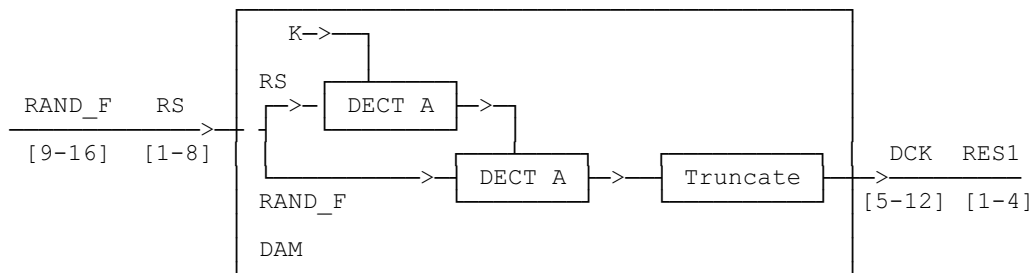 K
RS
RAND_F RS
DECT A
[9-16] [1-8]
DECT A
Truncate
DCK RES1
RAND_F
[5-12] [1-4]
DAM